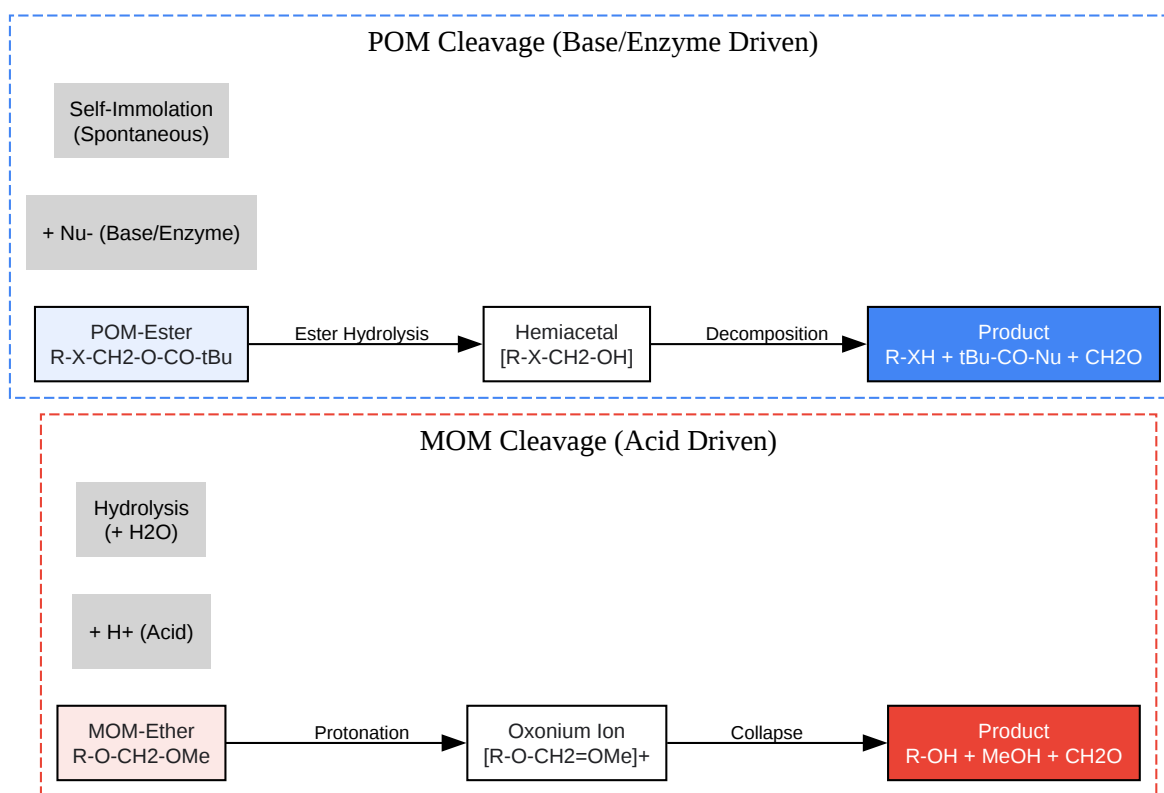 POM Cleavage (Base/Enzyme Driven)
Self-Immolation
(Spontaneous)
+ Nu- (Base/Enzyme)
POM-Ester
R-X-CH2-O-CO-tBu
Ester Hydrolysis
Hemiacetal
[R-X-CH2-OH]
Decomposition
Product
R-XH + tBu-CO-Nu + CH2O
MOM Cleavage (Acid Driven)
Hydrolysis
(+ H2O)
+ H+ (Acid)
MOM-Ether
R-O-CH2-OMe
Protonation
Oxonium Ion
[R-O-CH2=OMe]+
Collapse
Product
R-OH + MeOH + CH2O